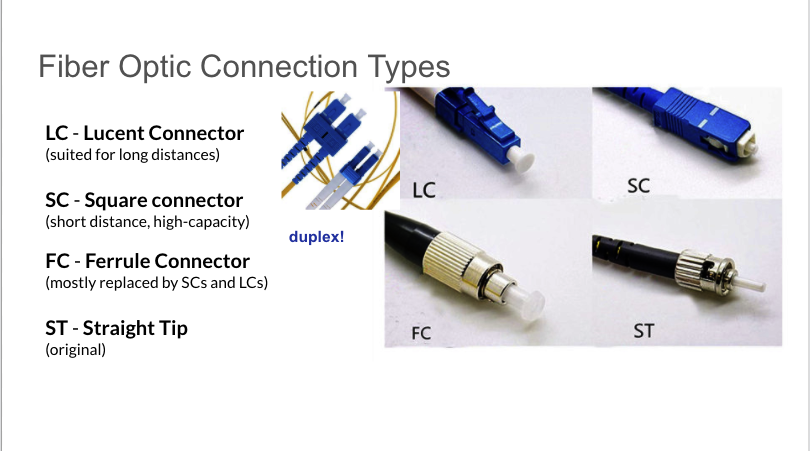 Fiber Optic Connection Types
LC - Lucent Connector
(suited for long distances)
SC - Square connector
(short distance, high-capacity)
FC - Ferrule Connector
(mostly replaced by SCs and LCs)
ST - Straight Tip
(original)
duplex!
LC
SC
FC
ST